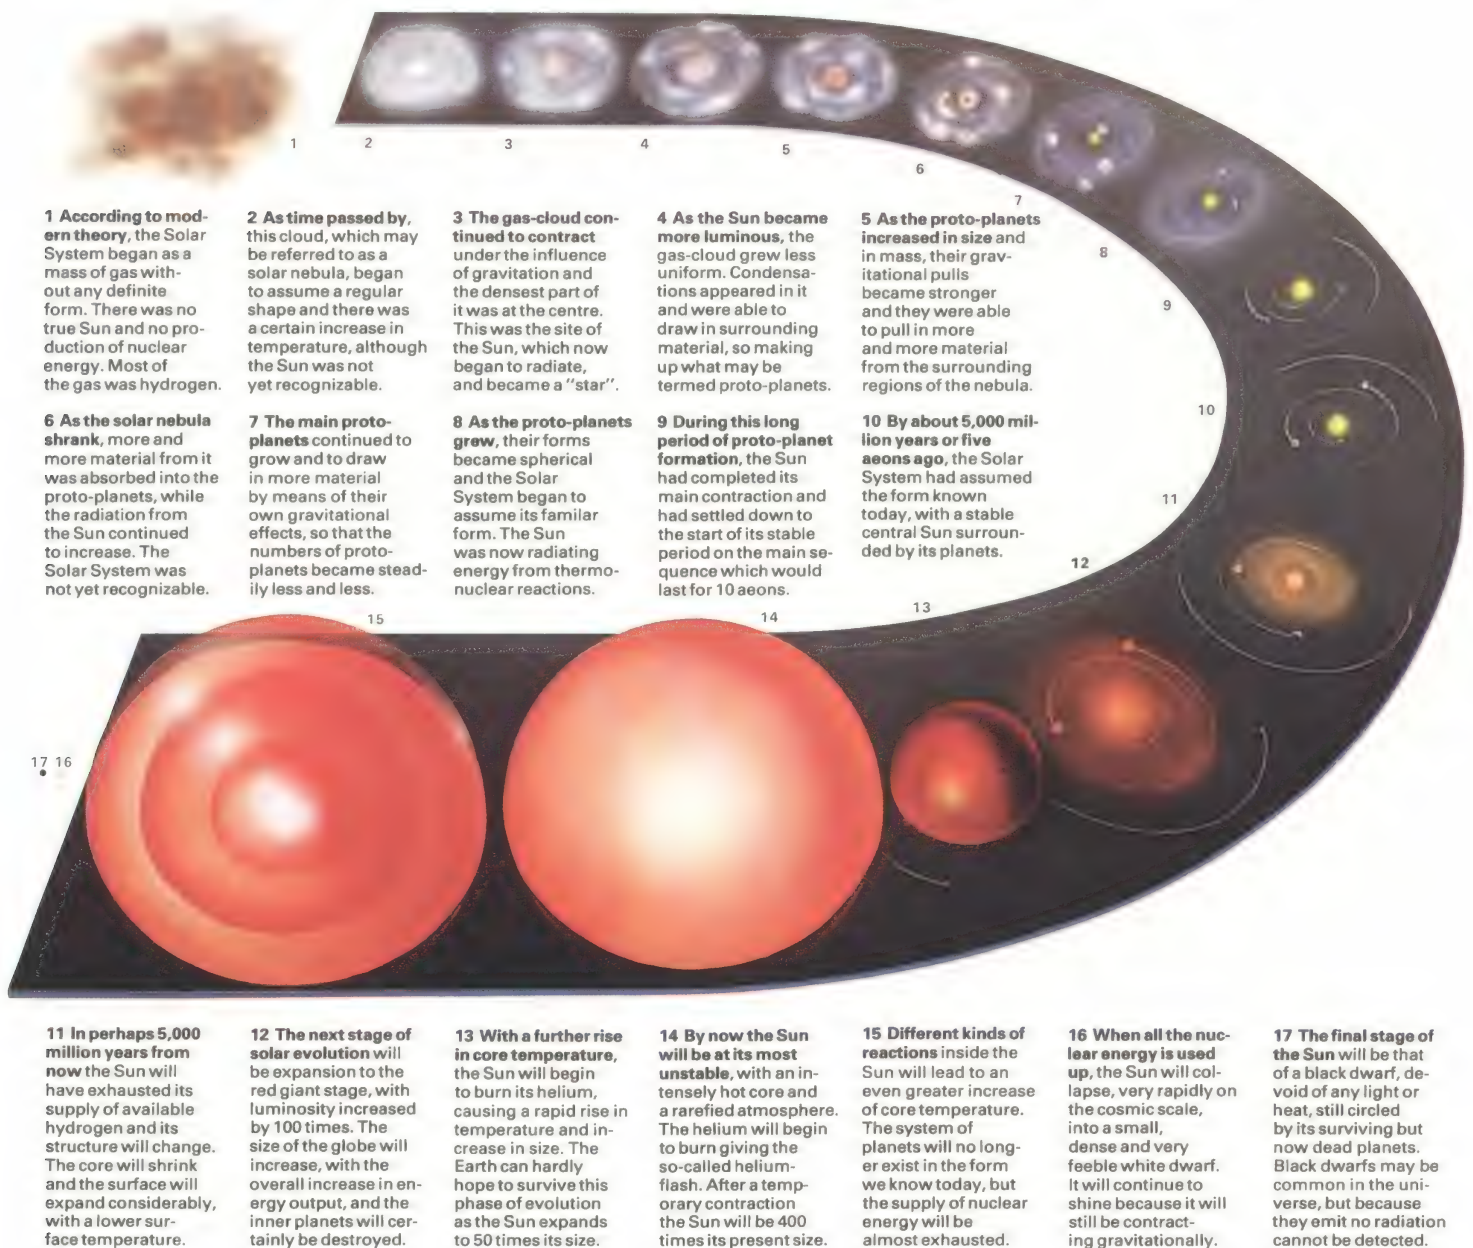 1
2
3
4
5
6
7
8
9
10
11
12
13
14
15
17 16
1 According to mod-
ern theory, the Solar
System began as a
mass of gas with-
out any definite
form. There was no
true Sun and no pro-
duction of nuclear
energy. Most of
the gas was hydrogen.
2 As time passed by,
this cloud, which may
be referred to as a
solar nebula, began
to assume a regular
shape and there was
a certain increase in
temperature, although
the Sun was not
yet recognizable.
3 The gas-cloud con-
tinued to contract
under the influence
of gravitation and
the densest part of
it was at the centre.
This was the site of
the Sun, which now
began to radiate,
and became a "star".
4 As the Sun became
more luminous, the
gas-cloud grew less
uniform. Condensa-
tions appeared in it
and were able to
draw in surrounding
material, so making
up what may be
termed proto-planets.
5 As the proto-planets
increased in size and
in mass, their grav-
itational pulls
became stronger
and they were able
to pull in more
and more material
from the surrounding
regions of the nebula.
6 As the solar nebula
shrank, more and
more material from it
was absorbed into the
proto-planets, while
the radiation from
the Sun continued
to increase. The
Solar System was
not yet recognizable.
7 The main proto-
planets continued to
grow and to draw
in more material
by means of their
own gravitational
effects, so that the
numbers of proto-
planets became stead-
ily less and less.
8 As the proto-planets
grew, their forms
became spherical
and the Solar
System began to
assume its familar
form. The Sun
was now radiating
energy from thermo-
nuclear reactions.
9 During this long
period of proto-planet
formation, the Sun
had completed its
main contraction and
had settled down to
the start of its stable
period on the main se-
quence which would
last for 10 aeons.
10 By about 5,000 mil-
lion years or five
aeons ago, the Solar
System had assumed
the form known
today, with a stable
central Sun surroun-
ded by its planets.
11 In perhaps 5,000
million years from
now the Sun will
have exhausted its
supply of available
hydrogen and its
structure will change.
The core will shrink
and the surface will
expand considerably,
with a lower sur-
face temperature.
12 The next stage of
solar evolution will
be expansion to the
red giant stage, with
luminosity increased
by 100 times. The
size of the globe will
increase, with the
overall increase in en-
ergy output, and the
inner planets will cer-
tainly be destroyed.
13 With a further rise
in core temperature,
the Sun will begin
to burn its helium,
causing a rapid rise in
temperature and in-
crease in size. The
Earth can hardly
hope to survive this
phase of evolution
as the Sun expands
to 50 times its size.
14 By now the Sun
will be at its most
unstable, with an in-
tensely hot core and
a rarefied atmosphere.
The helium will begin
to burn giving the
so-called helium-
flash. After a temp-
orary contraction
the Sun will be 400
times its present size.
15 Different kinds of
reactions inside the
Sun will lead to an
even greater increase
of core temperature.
The system of
planets will no long-
er exist in the form
we know today, but
the supply of nuclear
energy will be
almost exhausted.
16 When all the nuc-
lear energy is used
up, the Sun will col-
lapse, very rapidly on
the cosmic scale,
into a small,
dense and very
feeble white dwarf.
It will continue to
shine because it will
still be contract-
ing gravitationally.
17 The final stage of
the Sun will be that
of a black dwarf, de-
void of any light or
heat, still circled
by its surviving but
now dead planets.
Black dwarfs may be
common in the uni-
verse, but because
they emit no radiation
cannot be detected.